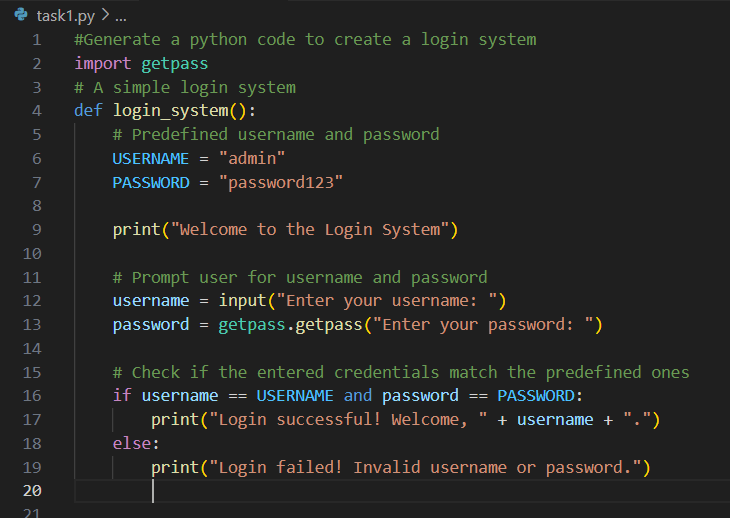 task1.py > ...
1 #Generate a python code to create a login system
2 import getpass
3 # A simple login system
4 def login_system():
5     # Predefined username and password
6     USERNAME = "admin"
7     PASSWORD = "password123"
8
9     print("Welcome to the Login System")
10
11     # Prompt user for username and password
12     username = input("Enter your username: ")
13     password = getpass.getpass("Enter your password: ")
14
15     # Check if the entered credentials match the predefined ones
16     if username == USERNAME and password == PASSWORD:
17         print("Login successful! Welcome, " + username + ".")
18     else:
19         print("Login failed! Invalid username or password.")
20
21